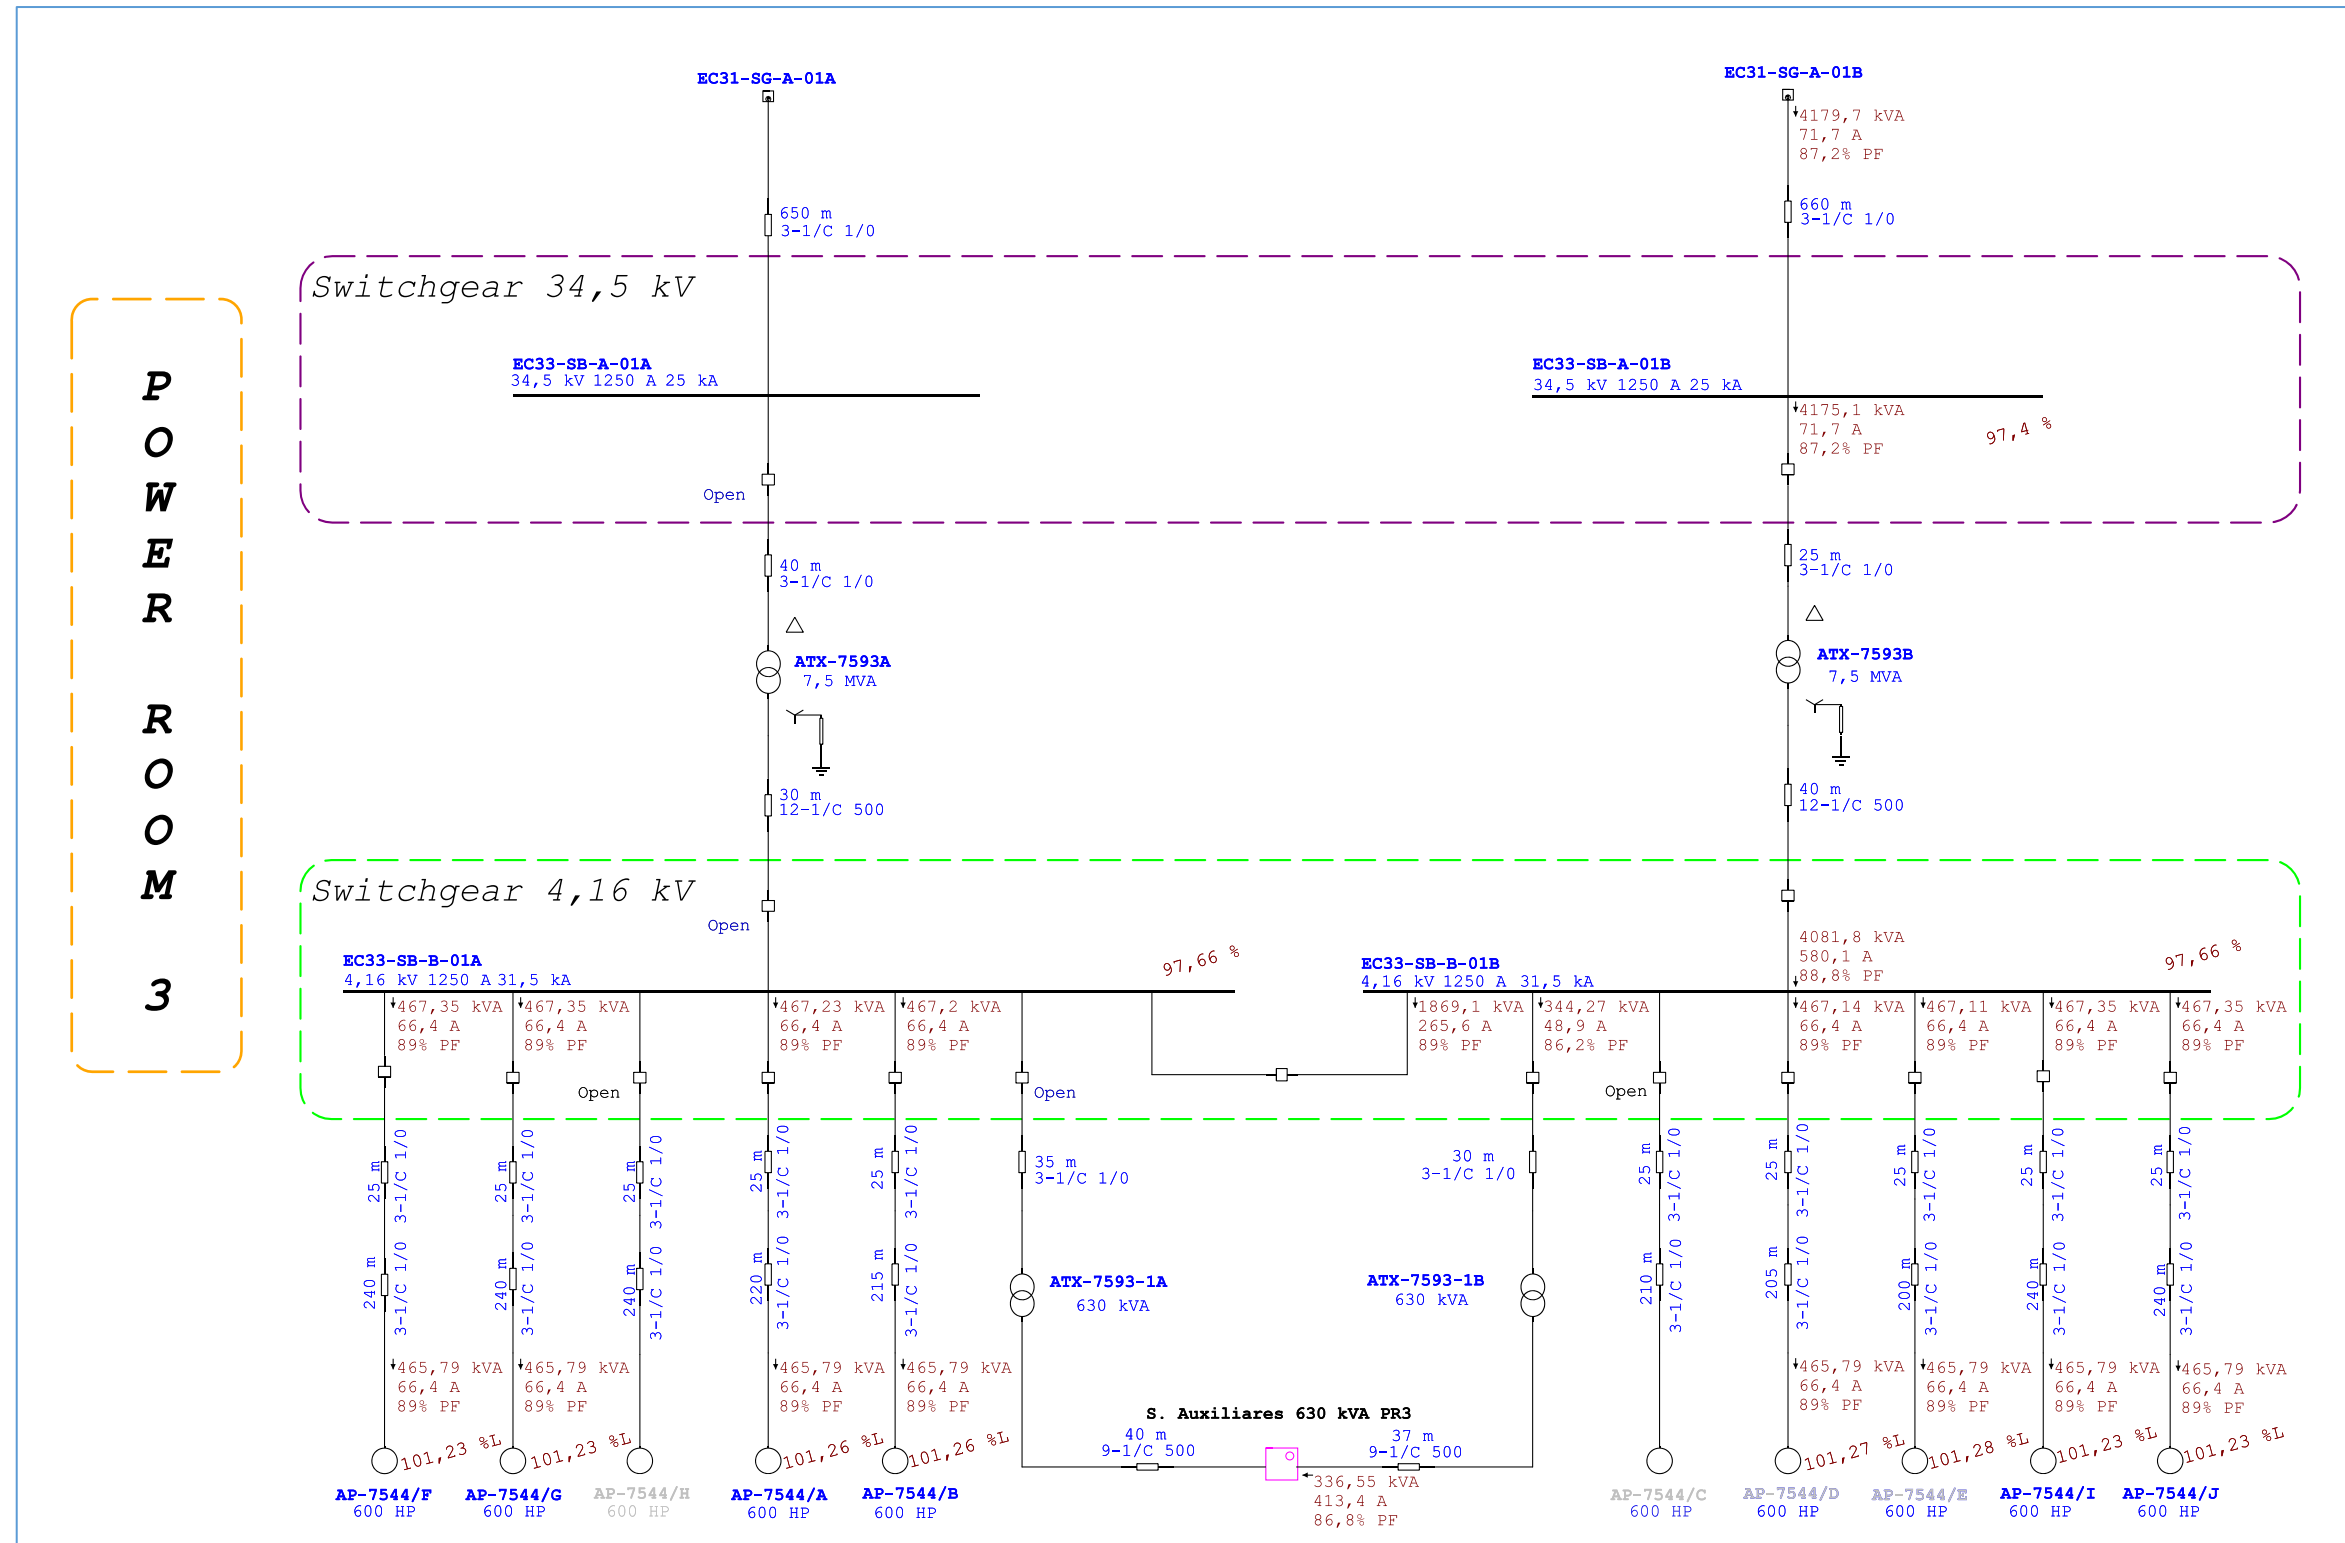 EC31-SG-A-01A
EC31-SG-A-01B
4179,7 kVA
71,7 A
87,2% PF
650 m
3-1/C 1/0
660 m
3-1/C 1/0
POWER ROOM 3
Switchgear 34,5 kV
EC33-SB-A-01A
34,5 kV 1250 A 25 kA
EC33-SB-A-01B
34,5 kV 1250 A 25 kA
4175,1 kVA
71,7 A
87,2% PF
97,4 %
Open
40 m
3-1/C 1/0
25 m
3-1/C 1/0
ATX-7593A
7,5 MVA
ATX-7593B
7,5 MVA
30 m
12-1/C 500
40 m
12-1/C 500
Switchgear 4,16 kV
Open
4081,8 kVA
580,1 A
88,8% PF
EC33-SB-B-01A
4,16 kV 1250 A 31,5 kA
97,66 %
EC33-SB-B-01B
4,16 kV 1250 A 31,5 kA
97,66 %
467,35 kVA
66,4 A
89% PF
467,35 kVA
66,4 A
89% PF
467,23 kVA
66,4 A
89% PF
467,2 kVA
66,4 A
89% PF
1869,1 kVA
265,6 A
89% PF
344,27 kVA
48,9 A
86,2% PF
467,14 kVA
66,4 A
89% PF
467,11 kVA
66,4 A
89% PF
467,35 kVA
66,4 A
89% PF
467,35 kVA
66,4 A
89% PF
Open
Open
Open
25 m
3-1/C 1/0
25 m
3-1/C 1/0
25 m
3-1/C 1/0
25 m
3-1/C 1/0
25 m
3-1/C 1/0
35 m
3-1/C 1/0
30 m
3-1/C 1/0
25 m
3-1/C 1/0
25 m
3-1/C 1/0
25 m
3-1/C 1/0
25 m
3-1/C 1/0
25 m
3-1/C 1/0
240 m
3-1/C 1/0
240 m
3-1/C 1/0
240 m
3-1/C 1/0
220 m
3-1/C 1/0
215 m
3-1/C 1/0
ATX-7593-1A
630 kVA
ATX-7593-1B
630 kVA
210 m
3-1/C 1/0
205 m
3-1/C 1/0
200 m
3-1/C 1/0
240 m
3-1/C 1/0
240 m
3-1/C 1/0
465,79 kVA
66,4 A
89% PF
465,79 kVA
66,4 A
89% PF
465,79 kVA
66,4 A
89% PF
465,79 kVA
66,4 A
89% PF
465,79 kVA
66,4 A
89% PF
465,79 kVA
66,4 A
89% PF
465,79 kVA
66,4 A
89% PF
465,79 kVA
66,4 A
89% PF
S. Auxiliares 630 kVA PR3
40 m
9-1/C 500
37 m
9-1/C 500
336,55 kVA
413,4 A
86,8% PF
101,23 %L
101,23 %L
101,26 %L
101,26 %L
101,27 %L
101,28 %L
101,23 %L
101,23 %L
AP-7544/F
600 HP
AP-7544/G
600 HP
AP-7544/H
600 HP
AP-7544/A
600 HP
AP-7544/B
600 HP
AP-7544/C
600 HP
AP-7544/D
600 HP
AP-7544/E
600 HP
AP-7544/I
600 HP
AP-7544/J
600 HP